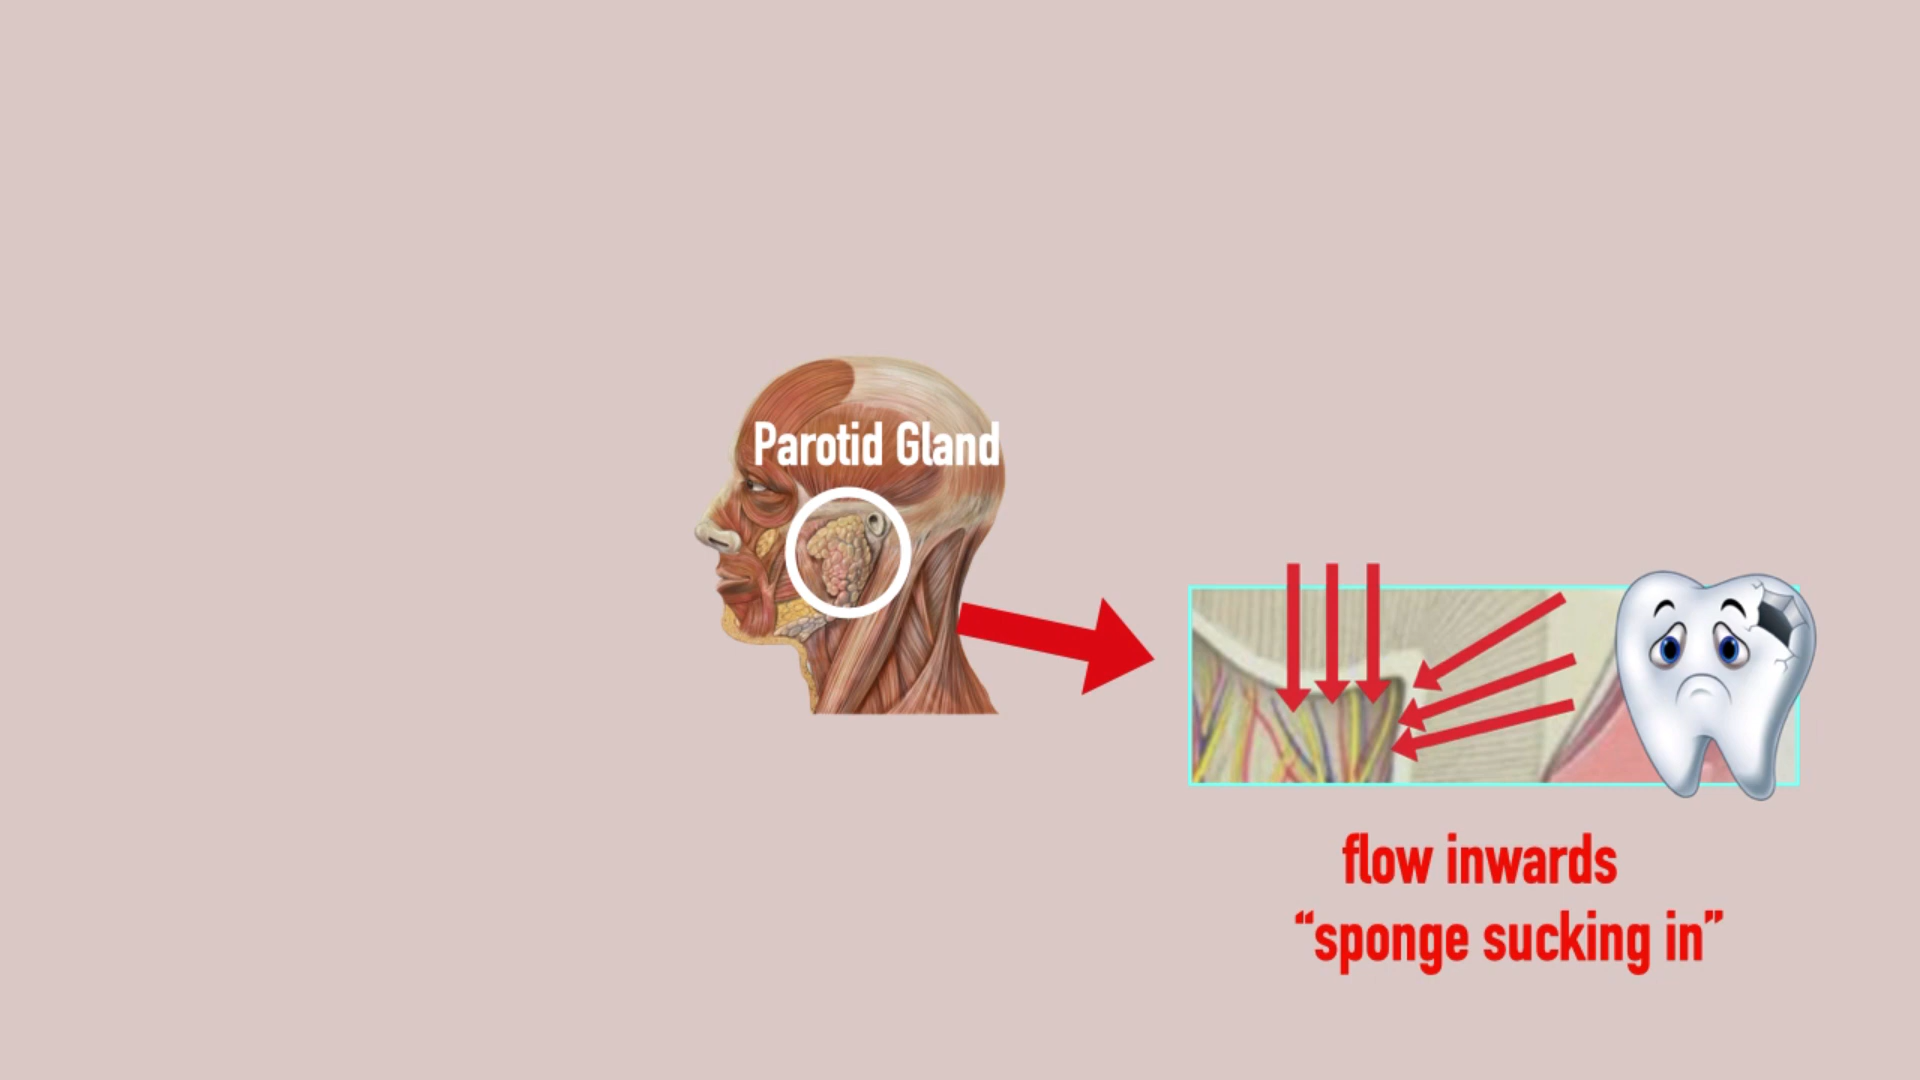 Parotid Gland
flow inwards
“sponge sucking in”